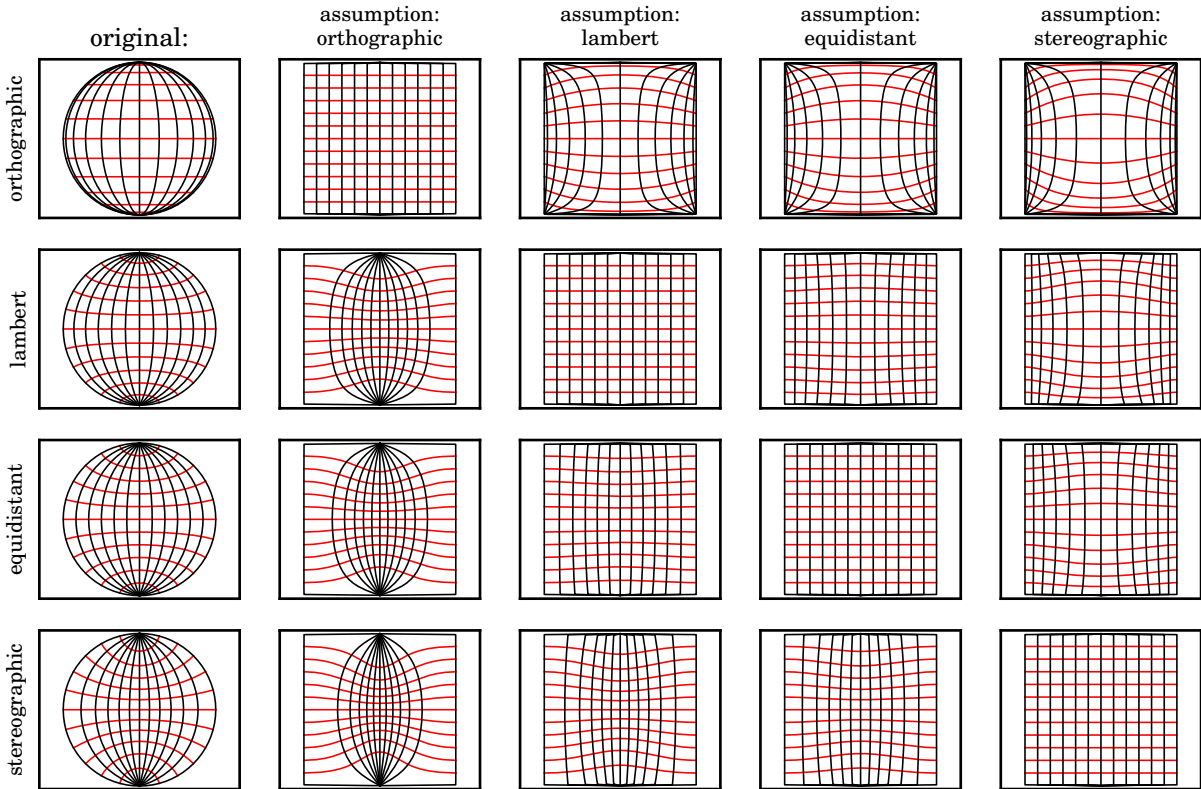 original:
assumption:
orthographic
assumption:
lambert
assumption:
equidistant
assumption:
stereographic
orthographic
lambert
equidistant
stereographic